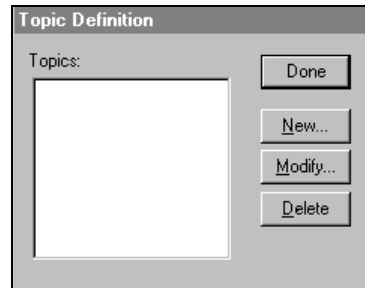 Topic Definition
Topics:
Done
New...
Modify...
Delete